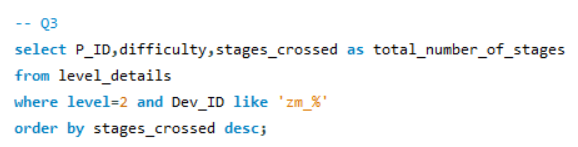 -- Q3
select P_ID,difficulty,stages_crossed as total_number_of_stages
from level_details
where level=2 and Dev_ID like 'zm_%'
order by stages_crossed desc;